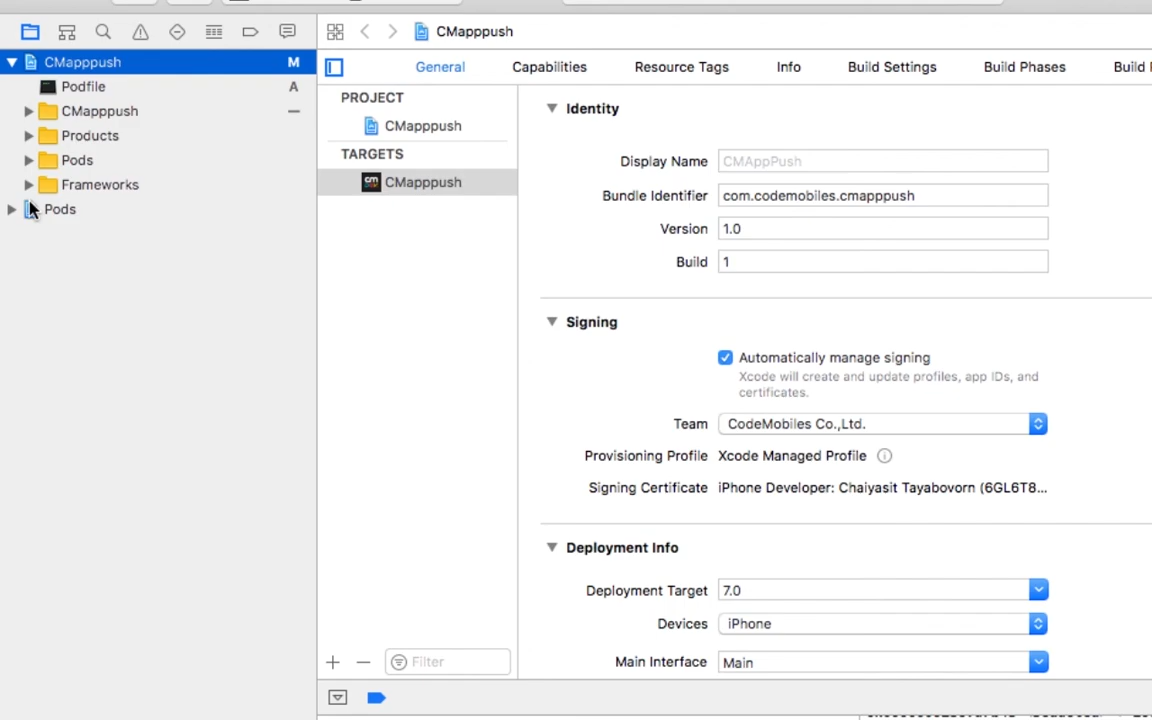 CMapppush
CMapppush M
General Capabilities Resource Tags Info Build Settings Build Phases Build
Podfile A
CMapppush
Products
Pods
Frameworks
Pods
PROJECT
CMapppush
TARGETS
cm CMapppush
Filter
Identity
Display Name CMAppPush
Bundle Identifier com.codemobiles.cmapppush
Version 1.0
Build 1
Signing
Automatically manage signing
Xcode will create and update profiles, app IDs, and
certificates.
Team CodeMobiles Co.,Ltd.
Provisioning Profile Xcode Managed Profile
Signing Certificate iPhone Developer: Chaiyasit Tayabovorn (6GL6T8...
Deployment Info
Deployment Target 7.0
Devices iPhone
Main Interface Main